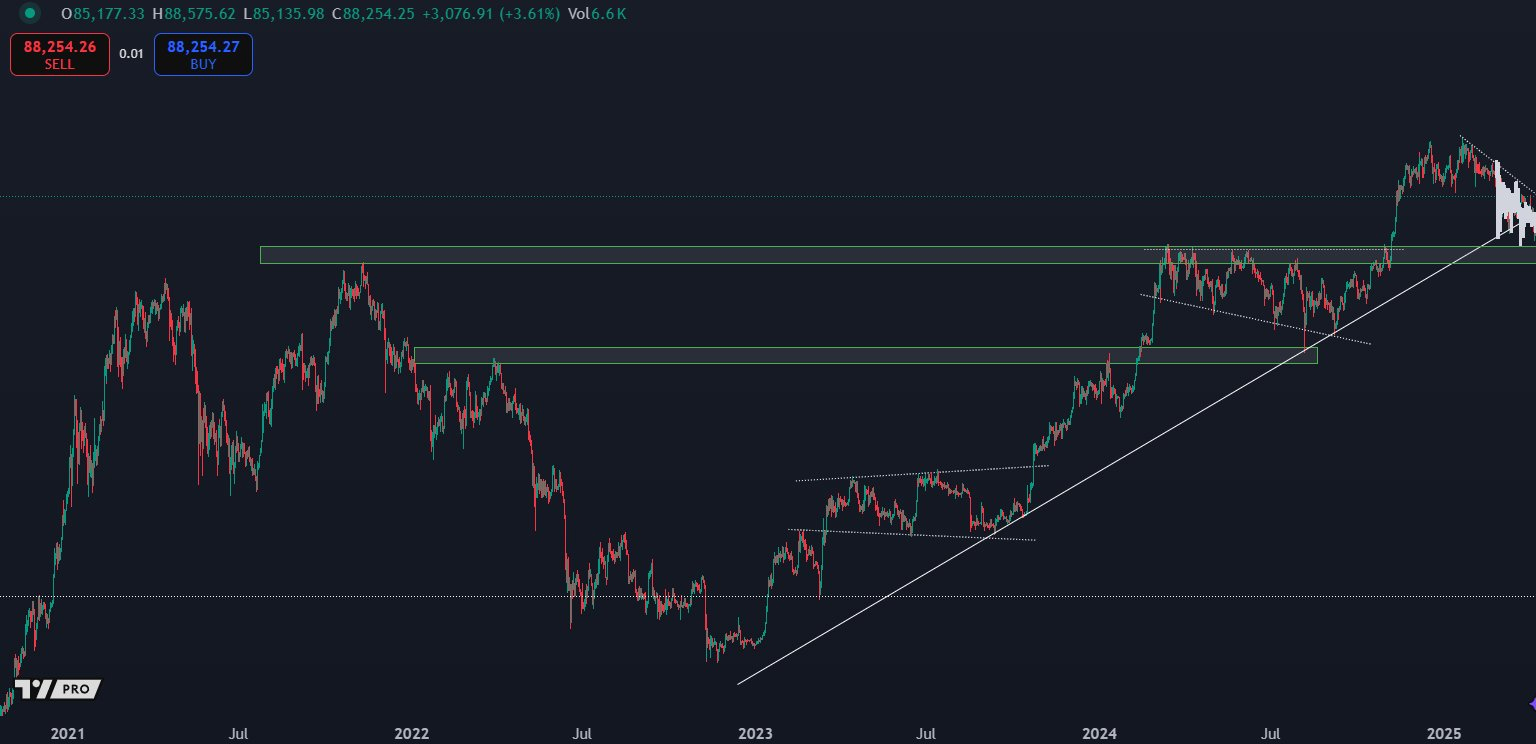 O85,177.33 H88,575.62 L85,135.98 C88,254.25 +3,076.91 (+3.61%) Vol6.6 K
88,254.26 0.01 88,254.27
SELL BUY
PRO
2021 Jul 2022 Jul 2023 Jul 2024 Jul 2025